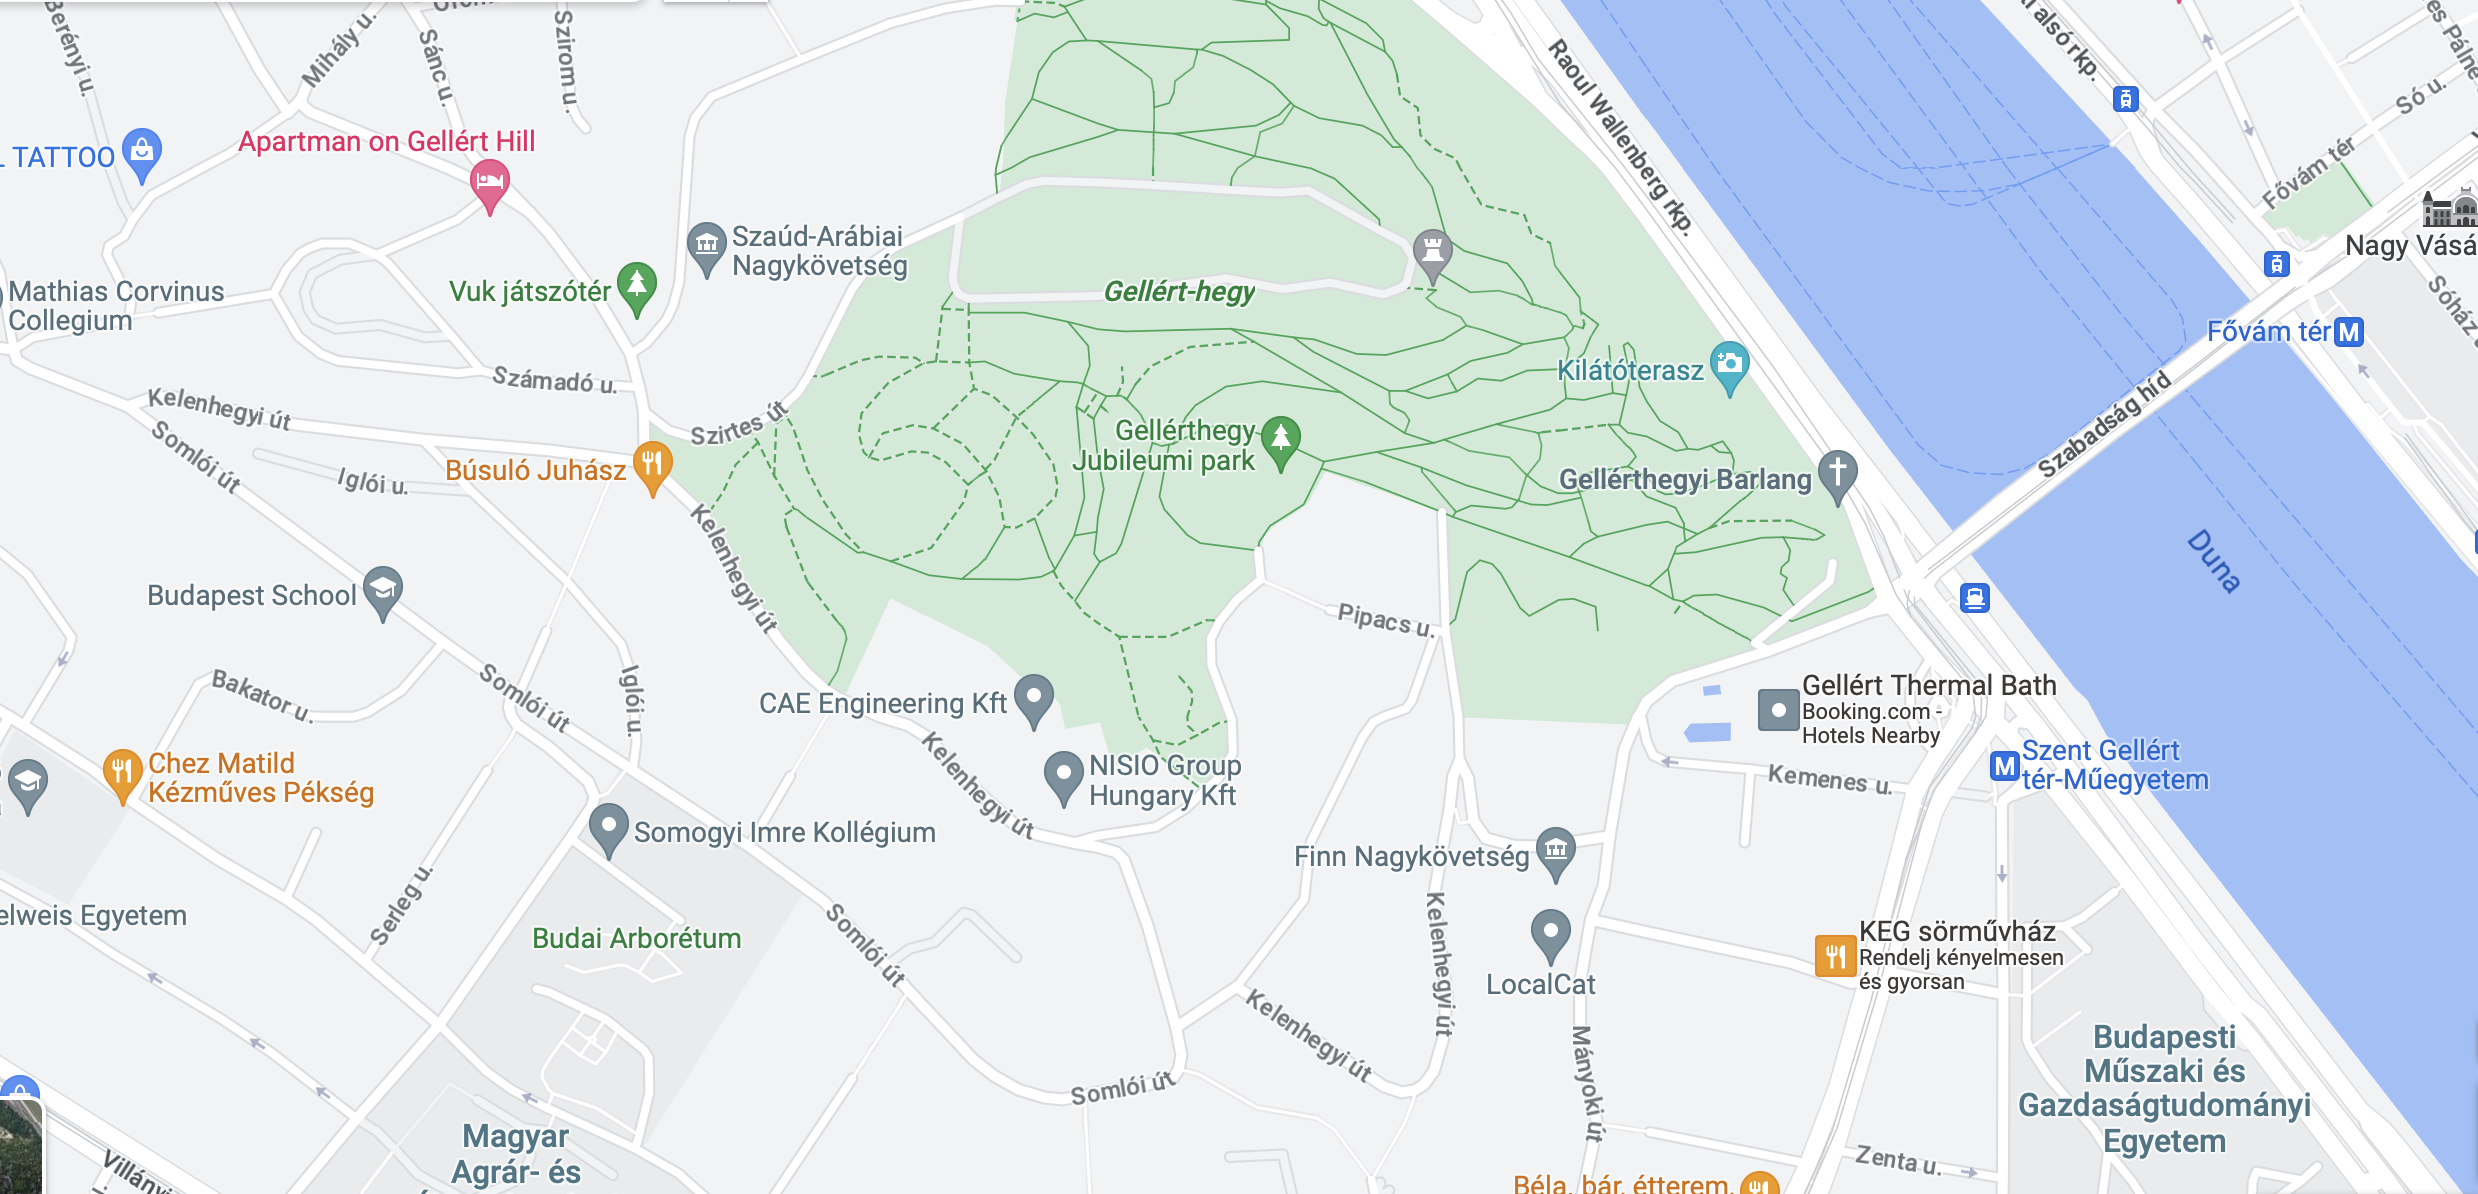 Berényi u.
Mihály u.
Sánc u.
Szirom u.
Raoul Wallenberg rkp.
alsó rkp.
Só u.
Fővám tér
TATTOO
Apartman on Gellért Hill
Szaúd-Arábiai
Nagykövetség
Nagy Vásá
Vuk játszótér
Gellért-hegy
Mathias Corvinus
Collegium
Sóház
Fővám tér
M
Kilátóterasz
Számadó u.
Kelenhegyi út
Szirtes út
Szabadság híd
Somlói út
Iglói u.
Búsuló Juhász
Gellérthegy
Jubileumi park
Gellérthegyi Barlang
Kelenhegyi út
Duna
Budapest School
Pipacs u.
Bakator u.
Somlói út
Iglói u.
CAE Engineering Kft
Gellért Thermal Bath
Booking.com -
Hotels Nearby
Kelenhegyi út
NISIO Group
Hungary Kft
Kemenes u.
M
Szent Gellért
tér-Műegyetem
Chez Matild
Kézműves Pékség
Somogyi Imre Kollégium
Finn Nagykövetség
Serleg u.
elweis Egyetem
Budai Arborétum
Somlói út
Kelenhegyi út
KEG sörművház
Rendelj kényelmesen
és gyorsan
LocalCat
Kelenhegyi út
Mányoki út
Somlói út
Budapesti
Műszaki és
Gazdaságtudományi
Egyetem
Magyar
Agrár- és
Villányi
Zenta u.
Béla, bár, étterem,